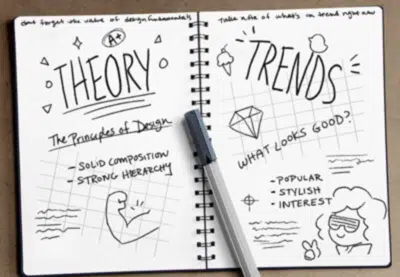 dont forget the value of design fundamentals
A+
THEORY
The Principles of Design
- SOLID COMPOSITION
- STRONG HIERARCHY
Take note of what's on trend right now
TRENDS
WHAT LOOKS GOOD?
- POPULAR
- STYLISH
- INTEREST